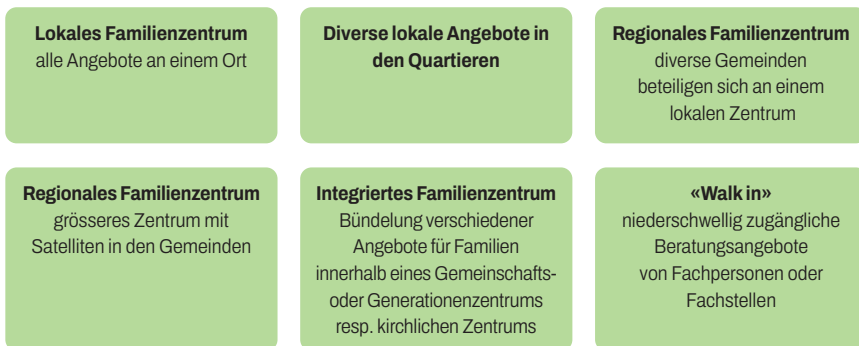 Lokales Familienzentrum
alle Angebote an einem Ort
Diverse lokale Angebote in
den Quartieren
Regionales Familienzentrum
diverse Gemeinden
beteiligen sich an einem
lokalen Zentrum
Regionales Familienzentrum
grösseres Zentrum mit
Satelliten in den Gemeinden
Integriertes Familienzentrum
Bündelung verschiedener
Angebote für Familien
innerhalb eines Gemeinschafts-
oder Generationenzentrums
resp. kirchlichen Zentrums
«Walk in»
niederschwellig zugängliche
Beratungsangebote
von Fachpersonen oder
Fachstellen